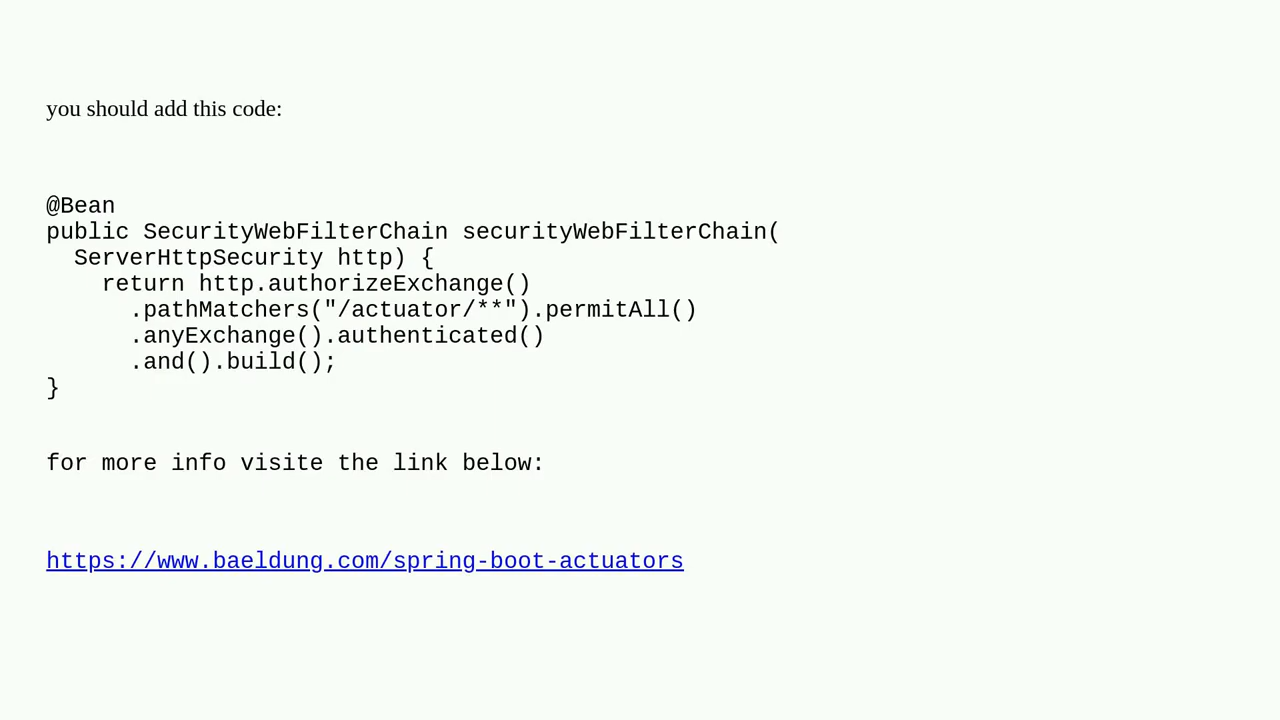 you should add this code:
@Bean
public SecurityWebFilterChain securityWebFilterChain(
  ServerHttpSecurity http) {
    return http.authorizeExchange()
      .pathMatchers("/actuator/**").permitAll()
      .anyExchange().authenticated()
      .and().build();
}
for more info visite the link below:
https://www.baeldung.com/spring-boot-actuators